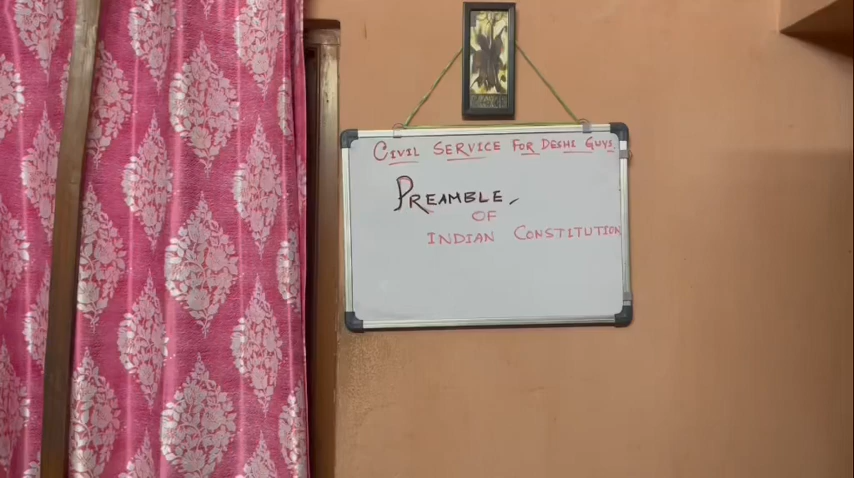 CIVIL SERVICE FOR DESHI GUYS
PREAMBLE
OF
INDIAN CONSTITUTION